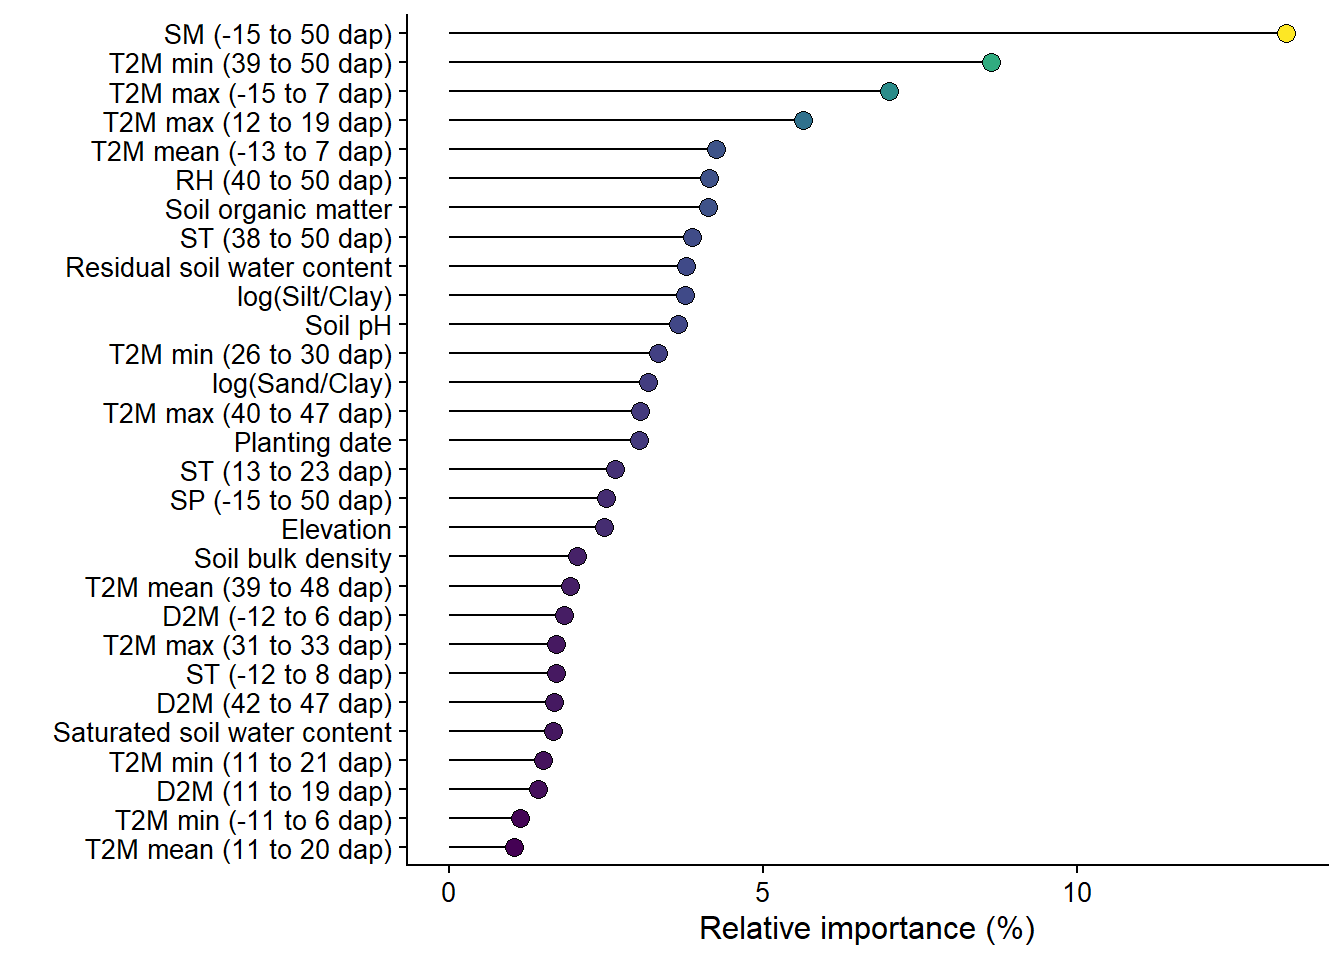 SM (-15 to 50 dap)
T2M min (39 to 50 dap)
T2M max (-15 to 7 dap)
T2M max (12 to 19 dap)
T2M mean (-13 to 7 dap)
RH (40 to 50 dap)
Soil organic matter
ST (38 to 50 dap)
Residual soil water content
log(Silt/Clay)
Soil pH
T2M min (26 to 30 dap)
log(Sand/Clay)
T2M max (40 to 47 dap)
Planting date
ST (13 to 23 dap)
SP (-15 to 50 dap)
Elevation
Soil bulk density
T2M mean (39 to 48 dap)
D2M (-12 to 6 dap)
T2M max (31 to 33 dap)
ST (-12 to 8 dap)
D2M (42 to 47 dap)
Saturated soil water content
T2M min (11 to 21 dap)
D2M (11 to 19 dap)
T2M min (-11 to 6 dap)
T2M mean (11 to 20 dap)
0 5 10
Relative importance (%)